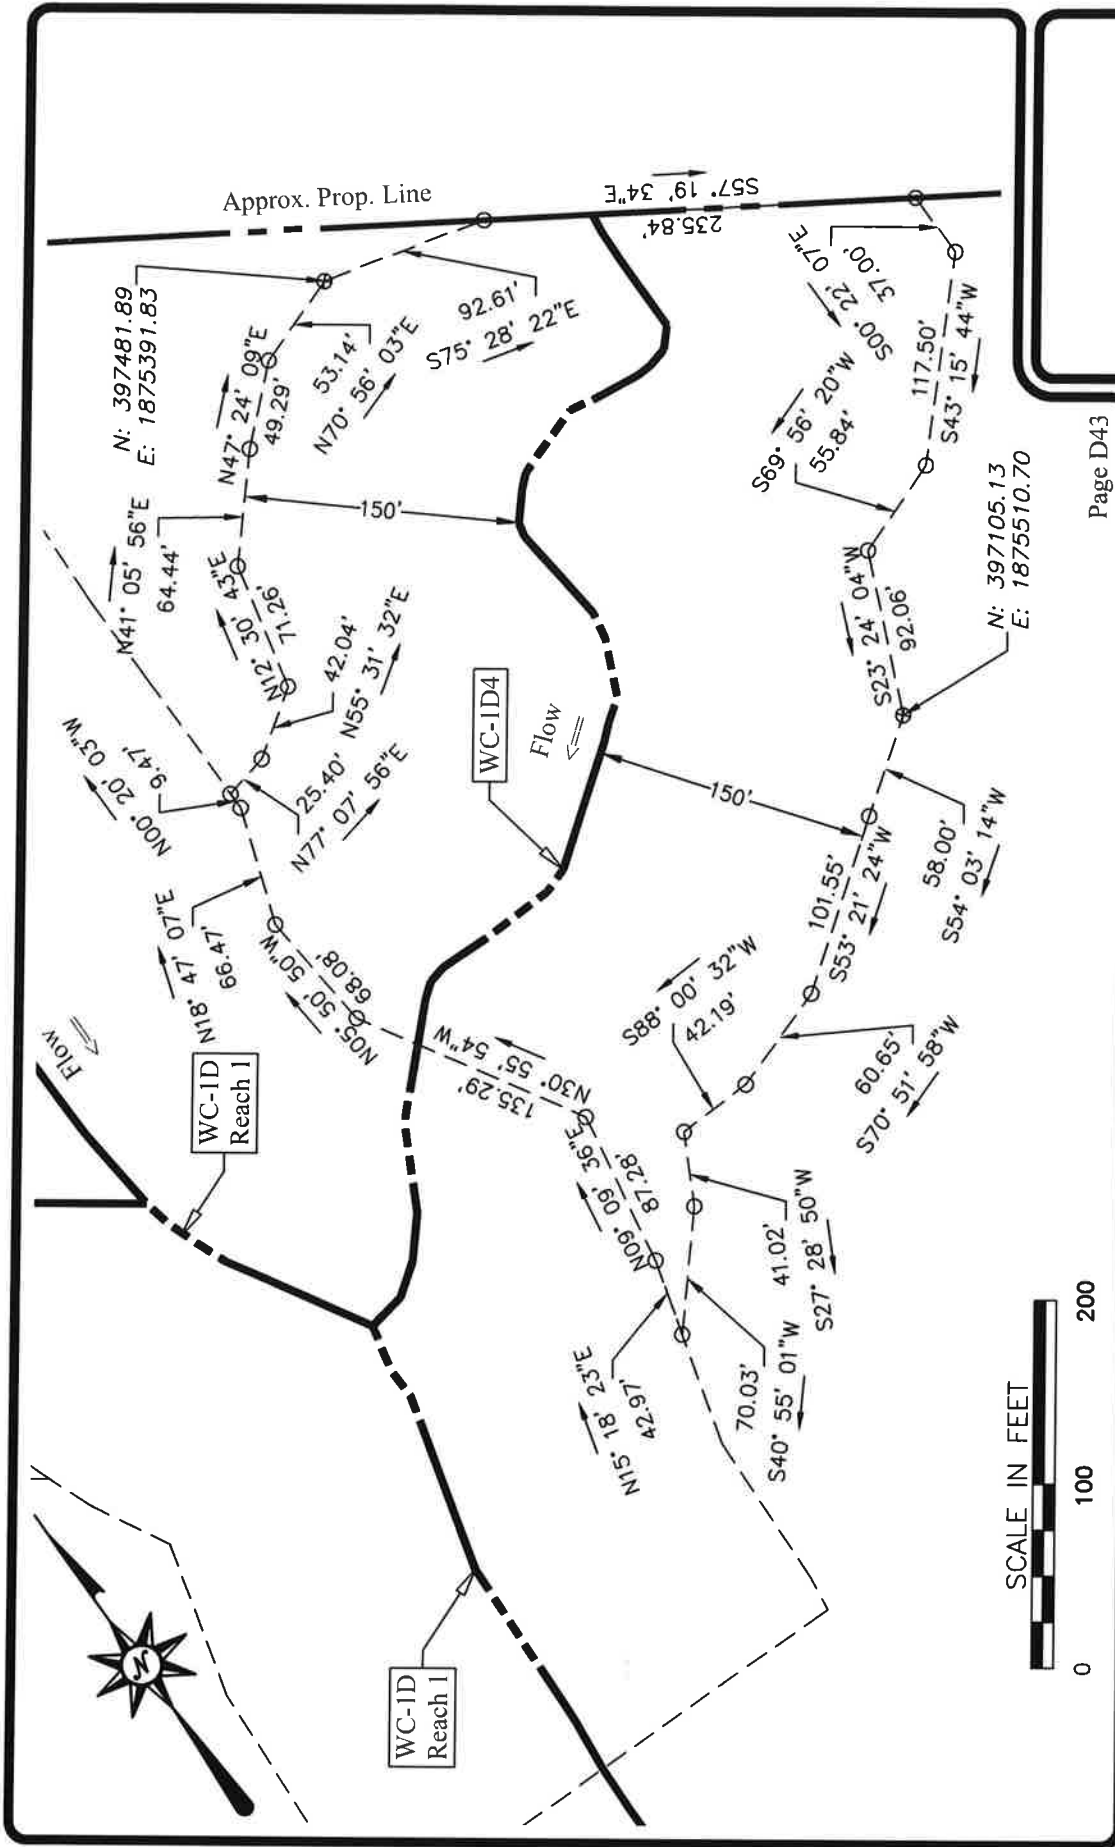 Approx. Prop. Line
S57° 19' 34"E
235.84'
N: 397481.89
E: 1875391.83
N47° 24' 09"E
49.29'
53.14'
N70° 56' 03"E
92.61'
S75° 28' 22"E
S00° 22' 07"E
37.00'
117.50'
S43° 15' 44"W
S69° 56' 20"W
55.84'
N41° 05' 56"E
64.44'
150'
N12° 30' 43"E
71.26'
S23° 24' 04"W
92.06'
N: 397105.13
E: 1875510.70
42.04'
N55° 31' 32"E
N00° 20' 03"W
9.47'
25.40'
N77° 07' 56"E
WC-1D4
Flow
150'
58.00'
S54° 03' 14"W
101.55'
S53° 21' 24"W
N18° 47' 07"E
66.47'
N05° 50' 50"W
68.08'
Flow
WC-1D
Reach 1
135.29'
N30° 55' 54"W
S88° 00' 32"W
42.19'
60.65'
S70° 51' 58"W
N09° 09' 36"E
87.28'
41.02'
S27° 28' 50"W
N15° 18' 23"E
42.97'
70.03'
S40° 55' 01"W
N
WC-1D
Reach 1
SCALE IN FEET
0
100
200
Page D43